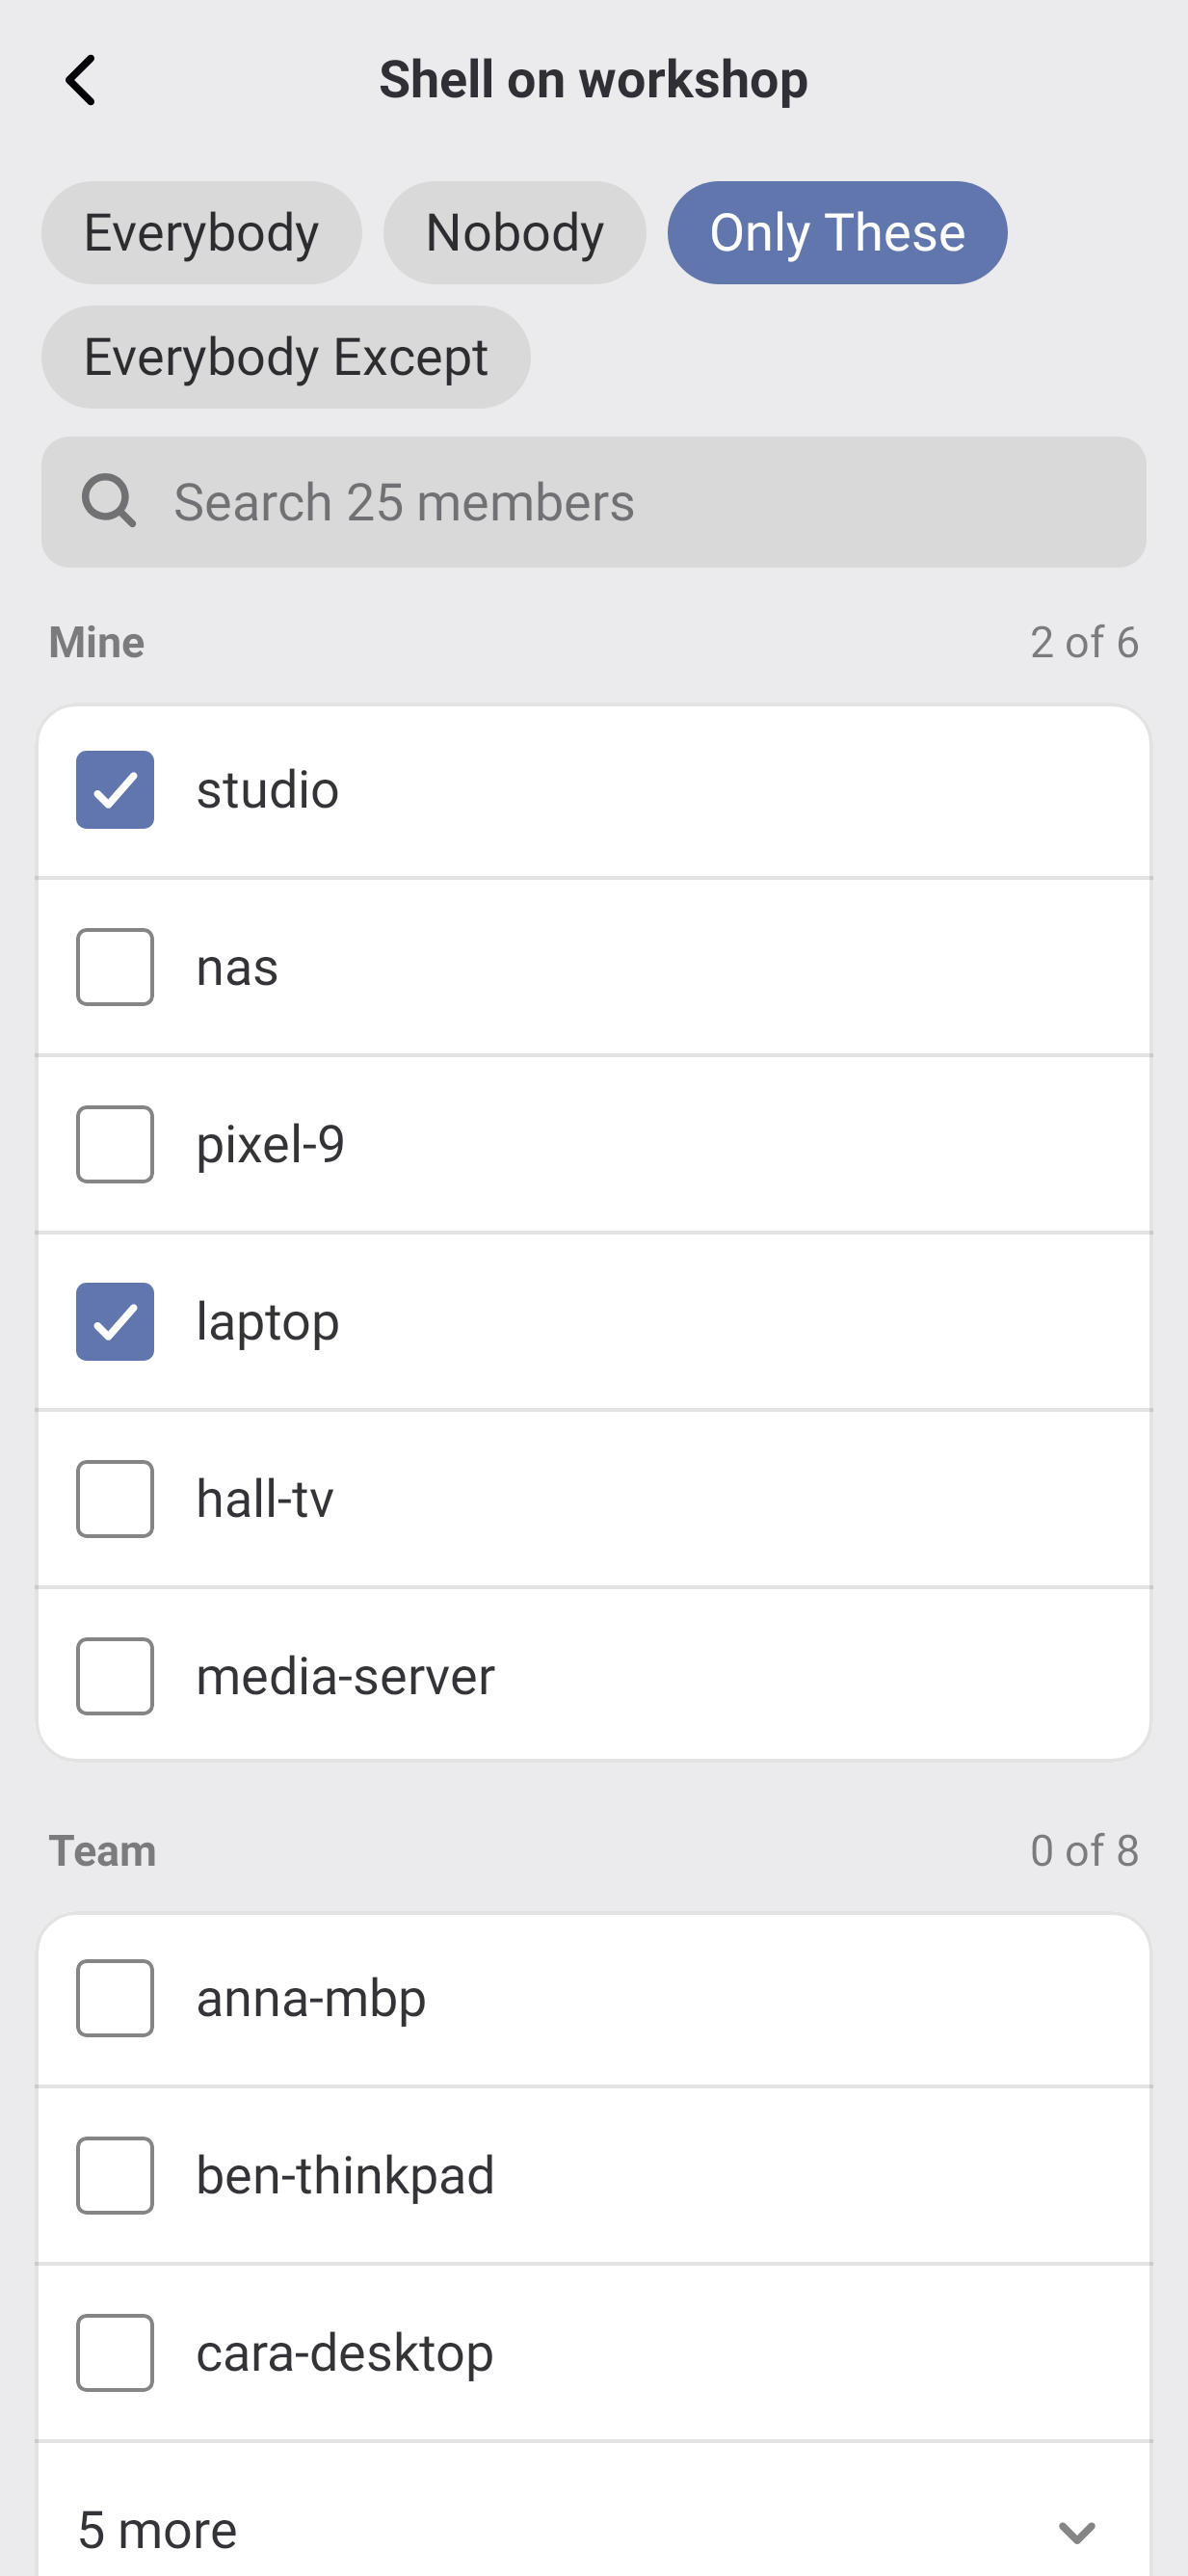 Shell on workshop
Everybody
Nobody
Only These
Everybody Except
Search 25 members
Mine
2 of 6
studio
nas
pixel-9
laptop
hall-tv
media-server
Team
0 of 8
anna-mbp
ben-thinkpad
cara-desktop
5 more